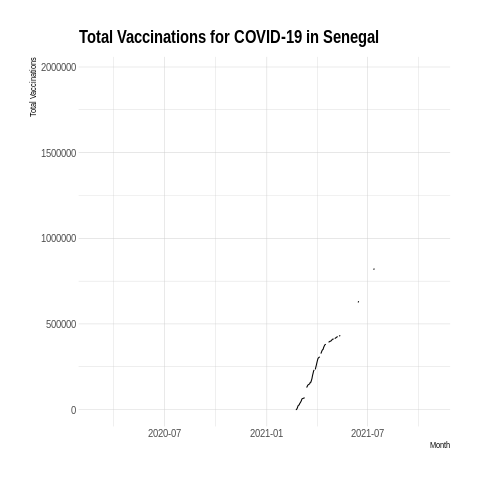 Total Vaccinations for COVID-19 in Senegal
Total Vaccinations
2000000
1500000
1000000
500000
0
2020-07
2021-01
2021-07
Month